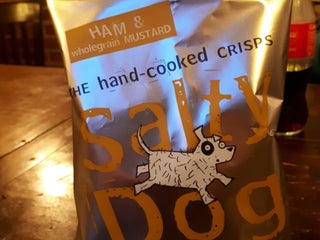 HAM &
wholegrain MUSTARD
THE hand-cooked CRISPS
Salty
Dog